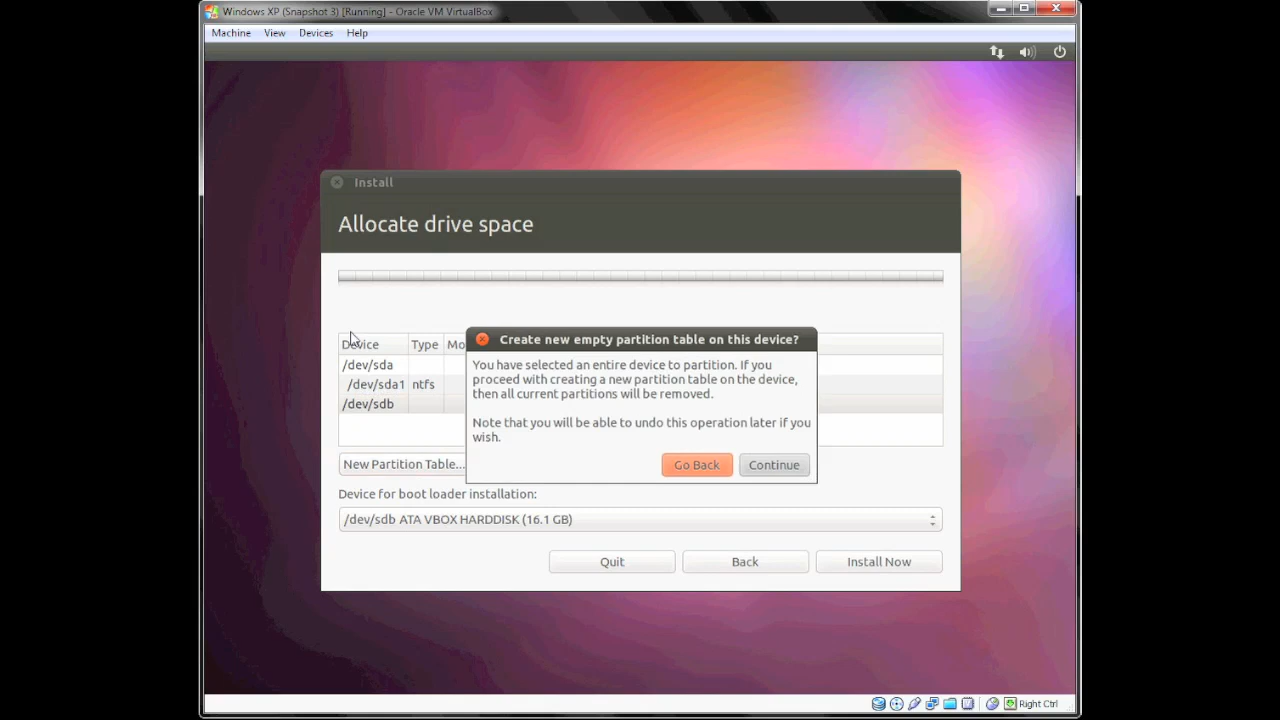 Windows XP (Snapshot 3) [Running] - Oracle VM VirtualBox
Machine View Devices Help
Install
Allocate drive space
Device Type Mo
/dev/sda
/dev/sda1 ntfs
/dev/sdb
Create new empty partition table on this device?
You have selected an entire device to partition. If you
proceed with creating a new partition table on the device,
then all current partitions will be removed.
Note that you will be able to undo this operation later if you
wish.
Go Back Continue
New Partition Table...
Device for boot loader installation:
/dev/sdb ATA VBOX HARDDISK (16.1 GB)
Quit Back Install Now
Right Ctrl